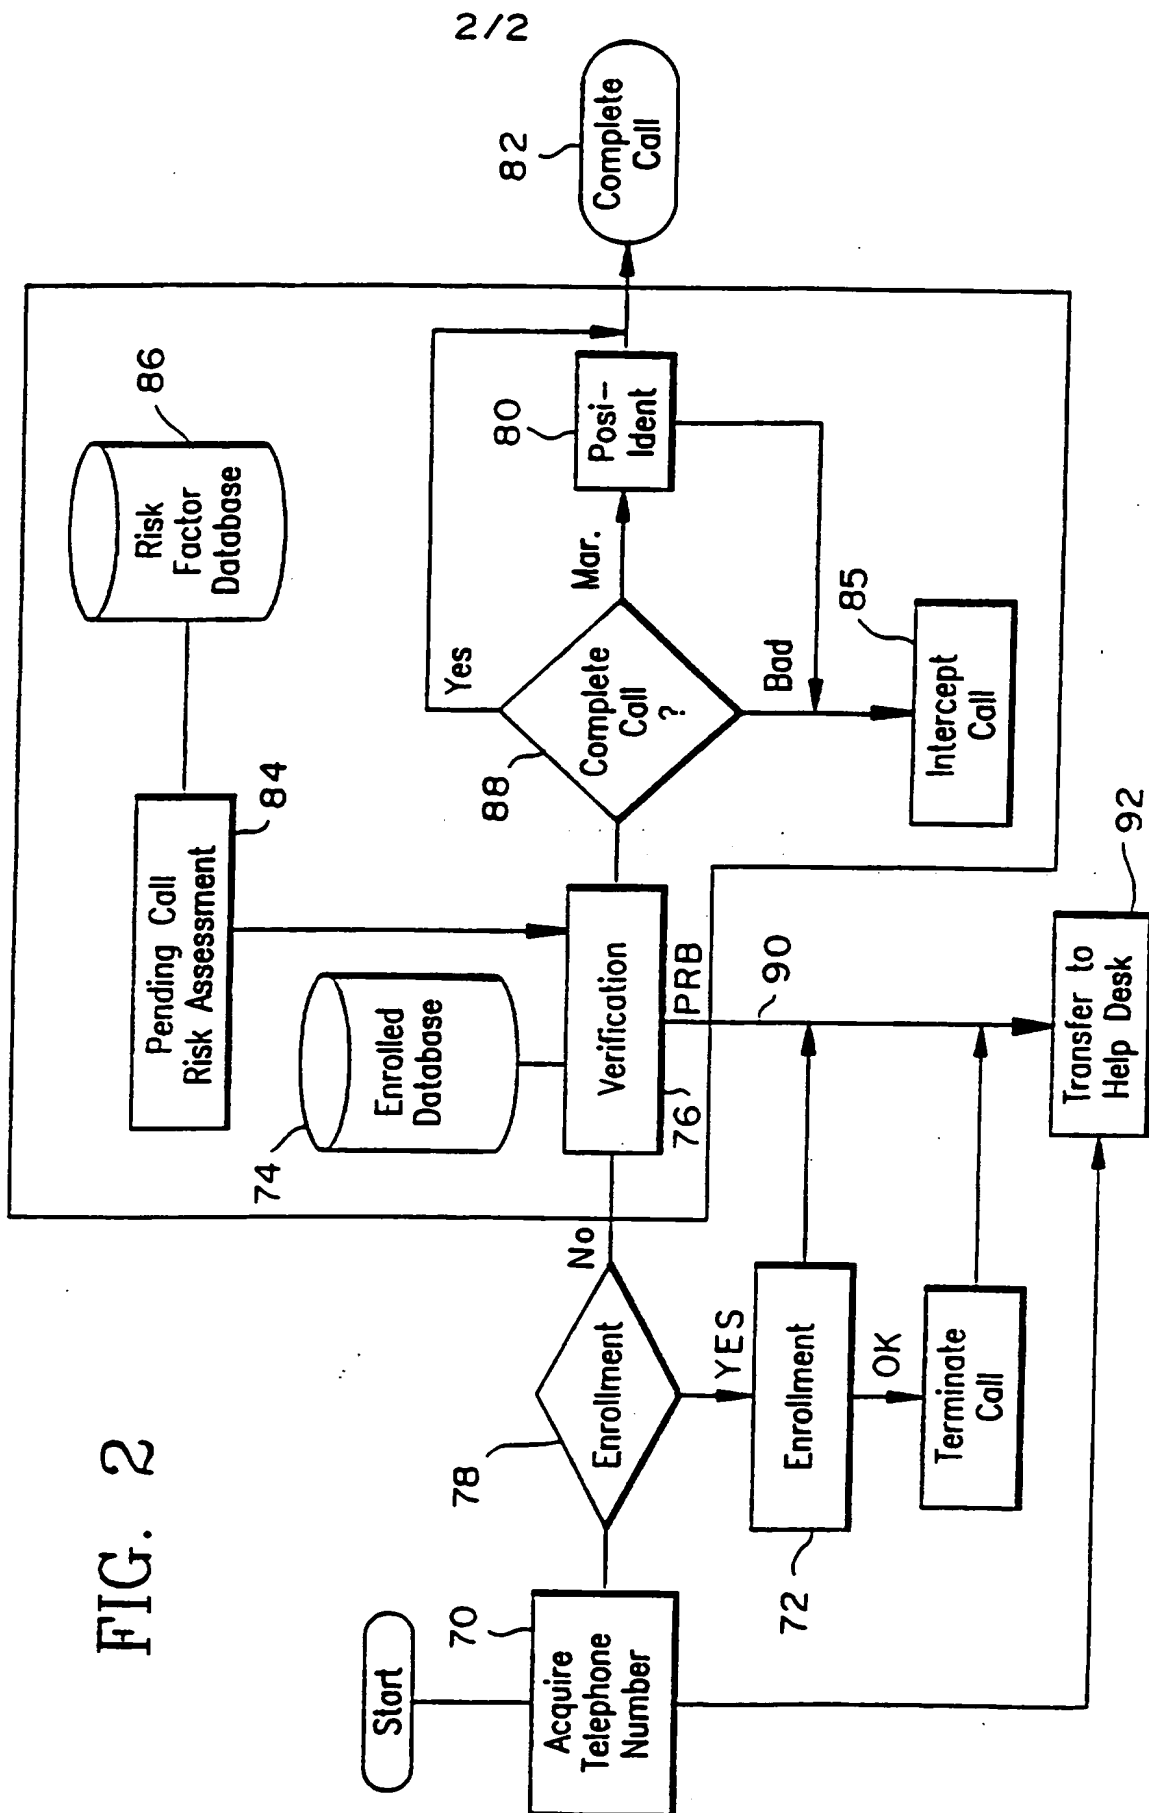 2/2
FIG. 2
Start
70
Acquire
Telephone
Number
78
Enrollment
No
YES
72
Enrollment
OK
Terminate
Call
74
Enrolled
Database
Pending Call
Risk Assessment
84
Risk
Factor
Database
86
Verification
76
PRB
90
Transfer to
Help Desk
92
88
Complete
Call
?
Yes
Mar.
Bad
80
Posi-
Ident
85
Intercept
Call
82
Complete
Call